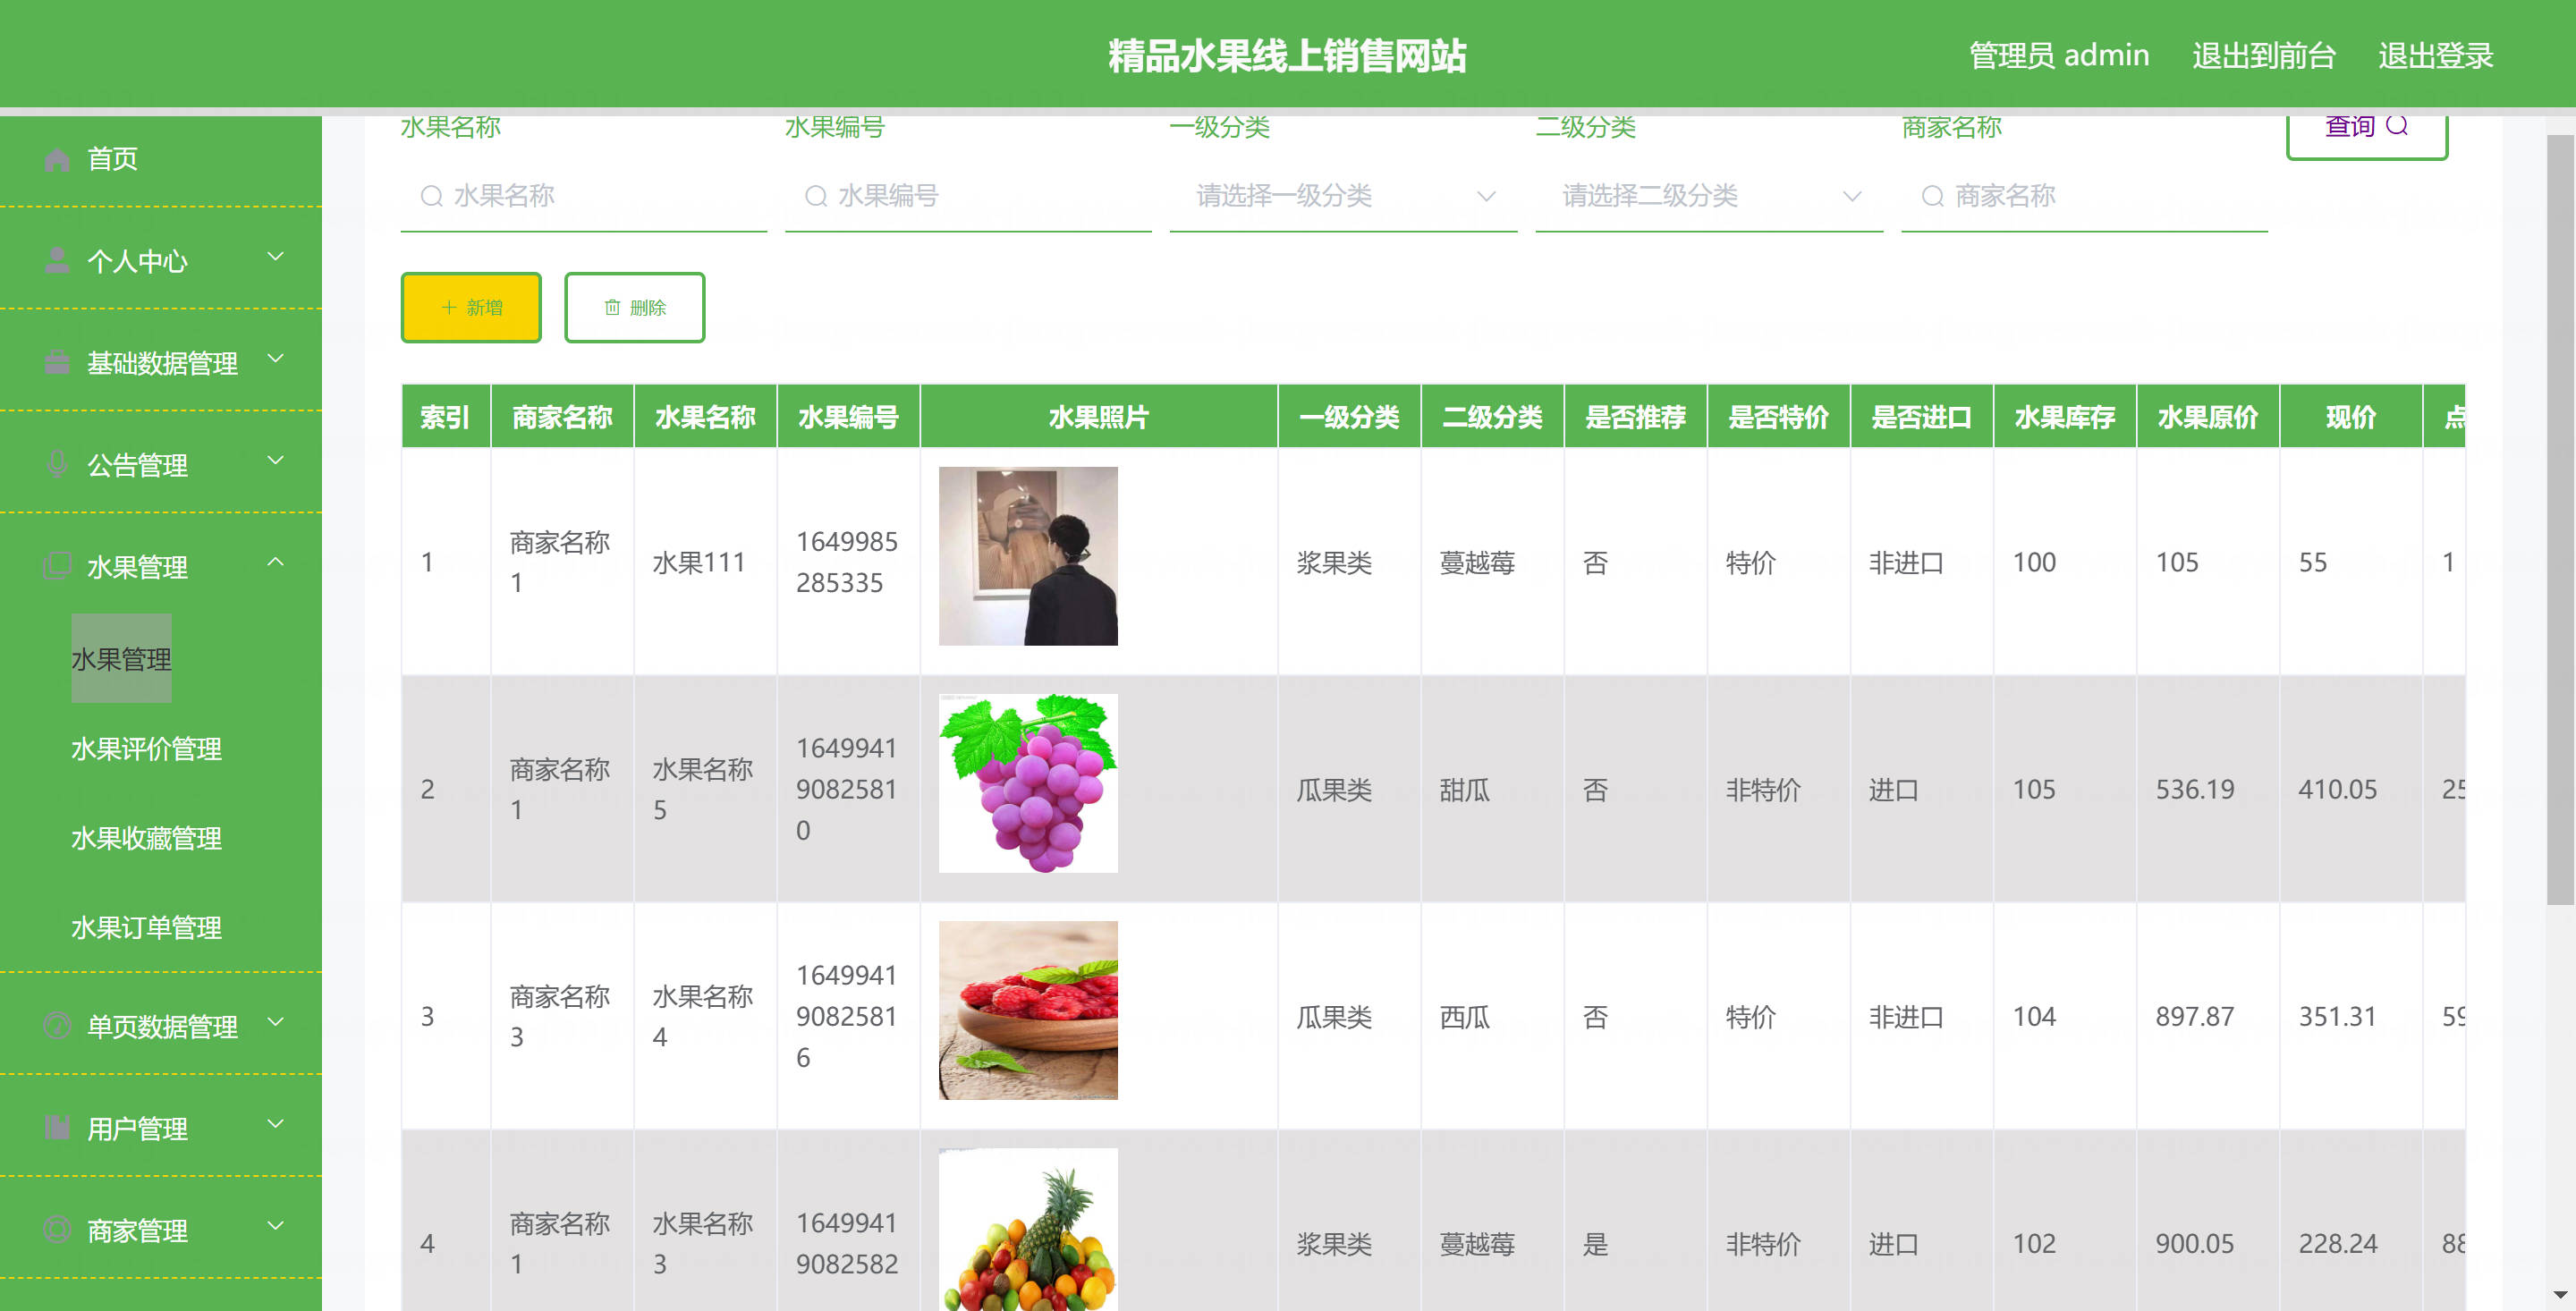 精品水果线上销售网站
管理员 admin
退出到前台
退出登录
首页
个人中心
基础数据管理
公告管理
水果管理
水果管理
水果评价管理
水果收藏管理
水果订单管理
单页数据管理
用户管理
商家管理
水果名称
水果编号
一级分类
二级分类
商家名称
查询
水果名称
水果编号
请选择一级分类
请选择二级分类
商家名称
新增
删除
索引 商家名称 水果名称 水果编号 水果照片 一级分类 二级分类 是否推荐 是否特价 是否进口 水果库存 水果原价 现价 点
1
商家名称
1
水果111
1649985
285335
浆果类
蔓越莓
否
特价
非进口
100
105
55
1
2
商家名称
1
水果名称
5
1649941
9082581
0
瓜果类
甜瓜
否
非特价
进口
105
536.19
410.05
25
3
商家名称
3
水果名称
4
1649941
9082581
6
瓜果类
西瓜
否
特价
非进口
104
897.87
351.31
59
4
商家名称
1
水果名称
3
1649941
9082582
浆果类
蔓越莓
是
非特价
进口
102
900.05
228.24
88